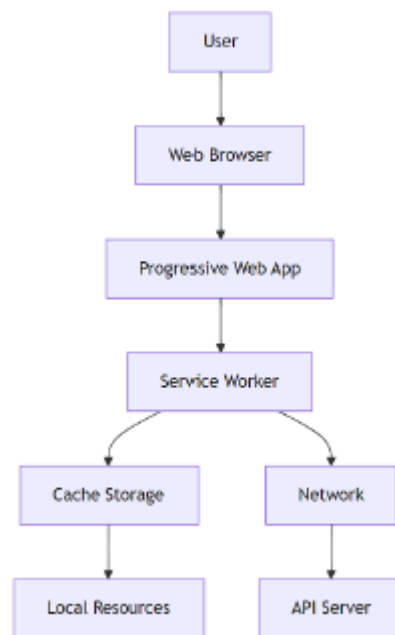 User
Web Browser
Progressive Web App
Service Worker
Cache Storage
Network
Local Resources
API Server